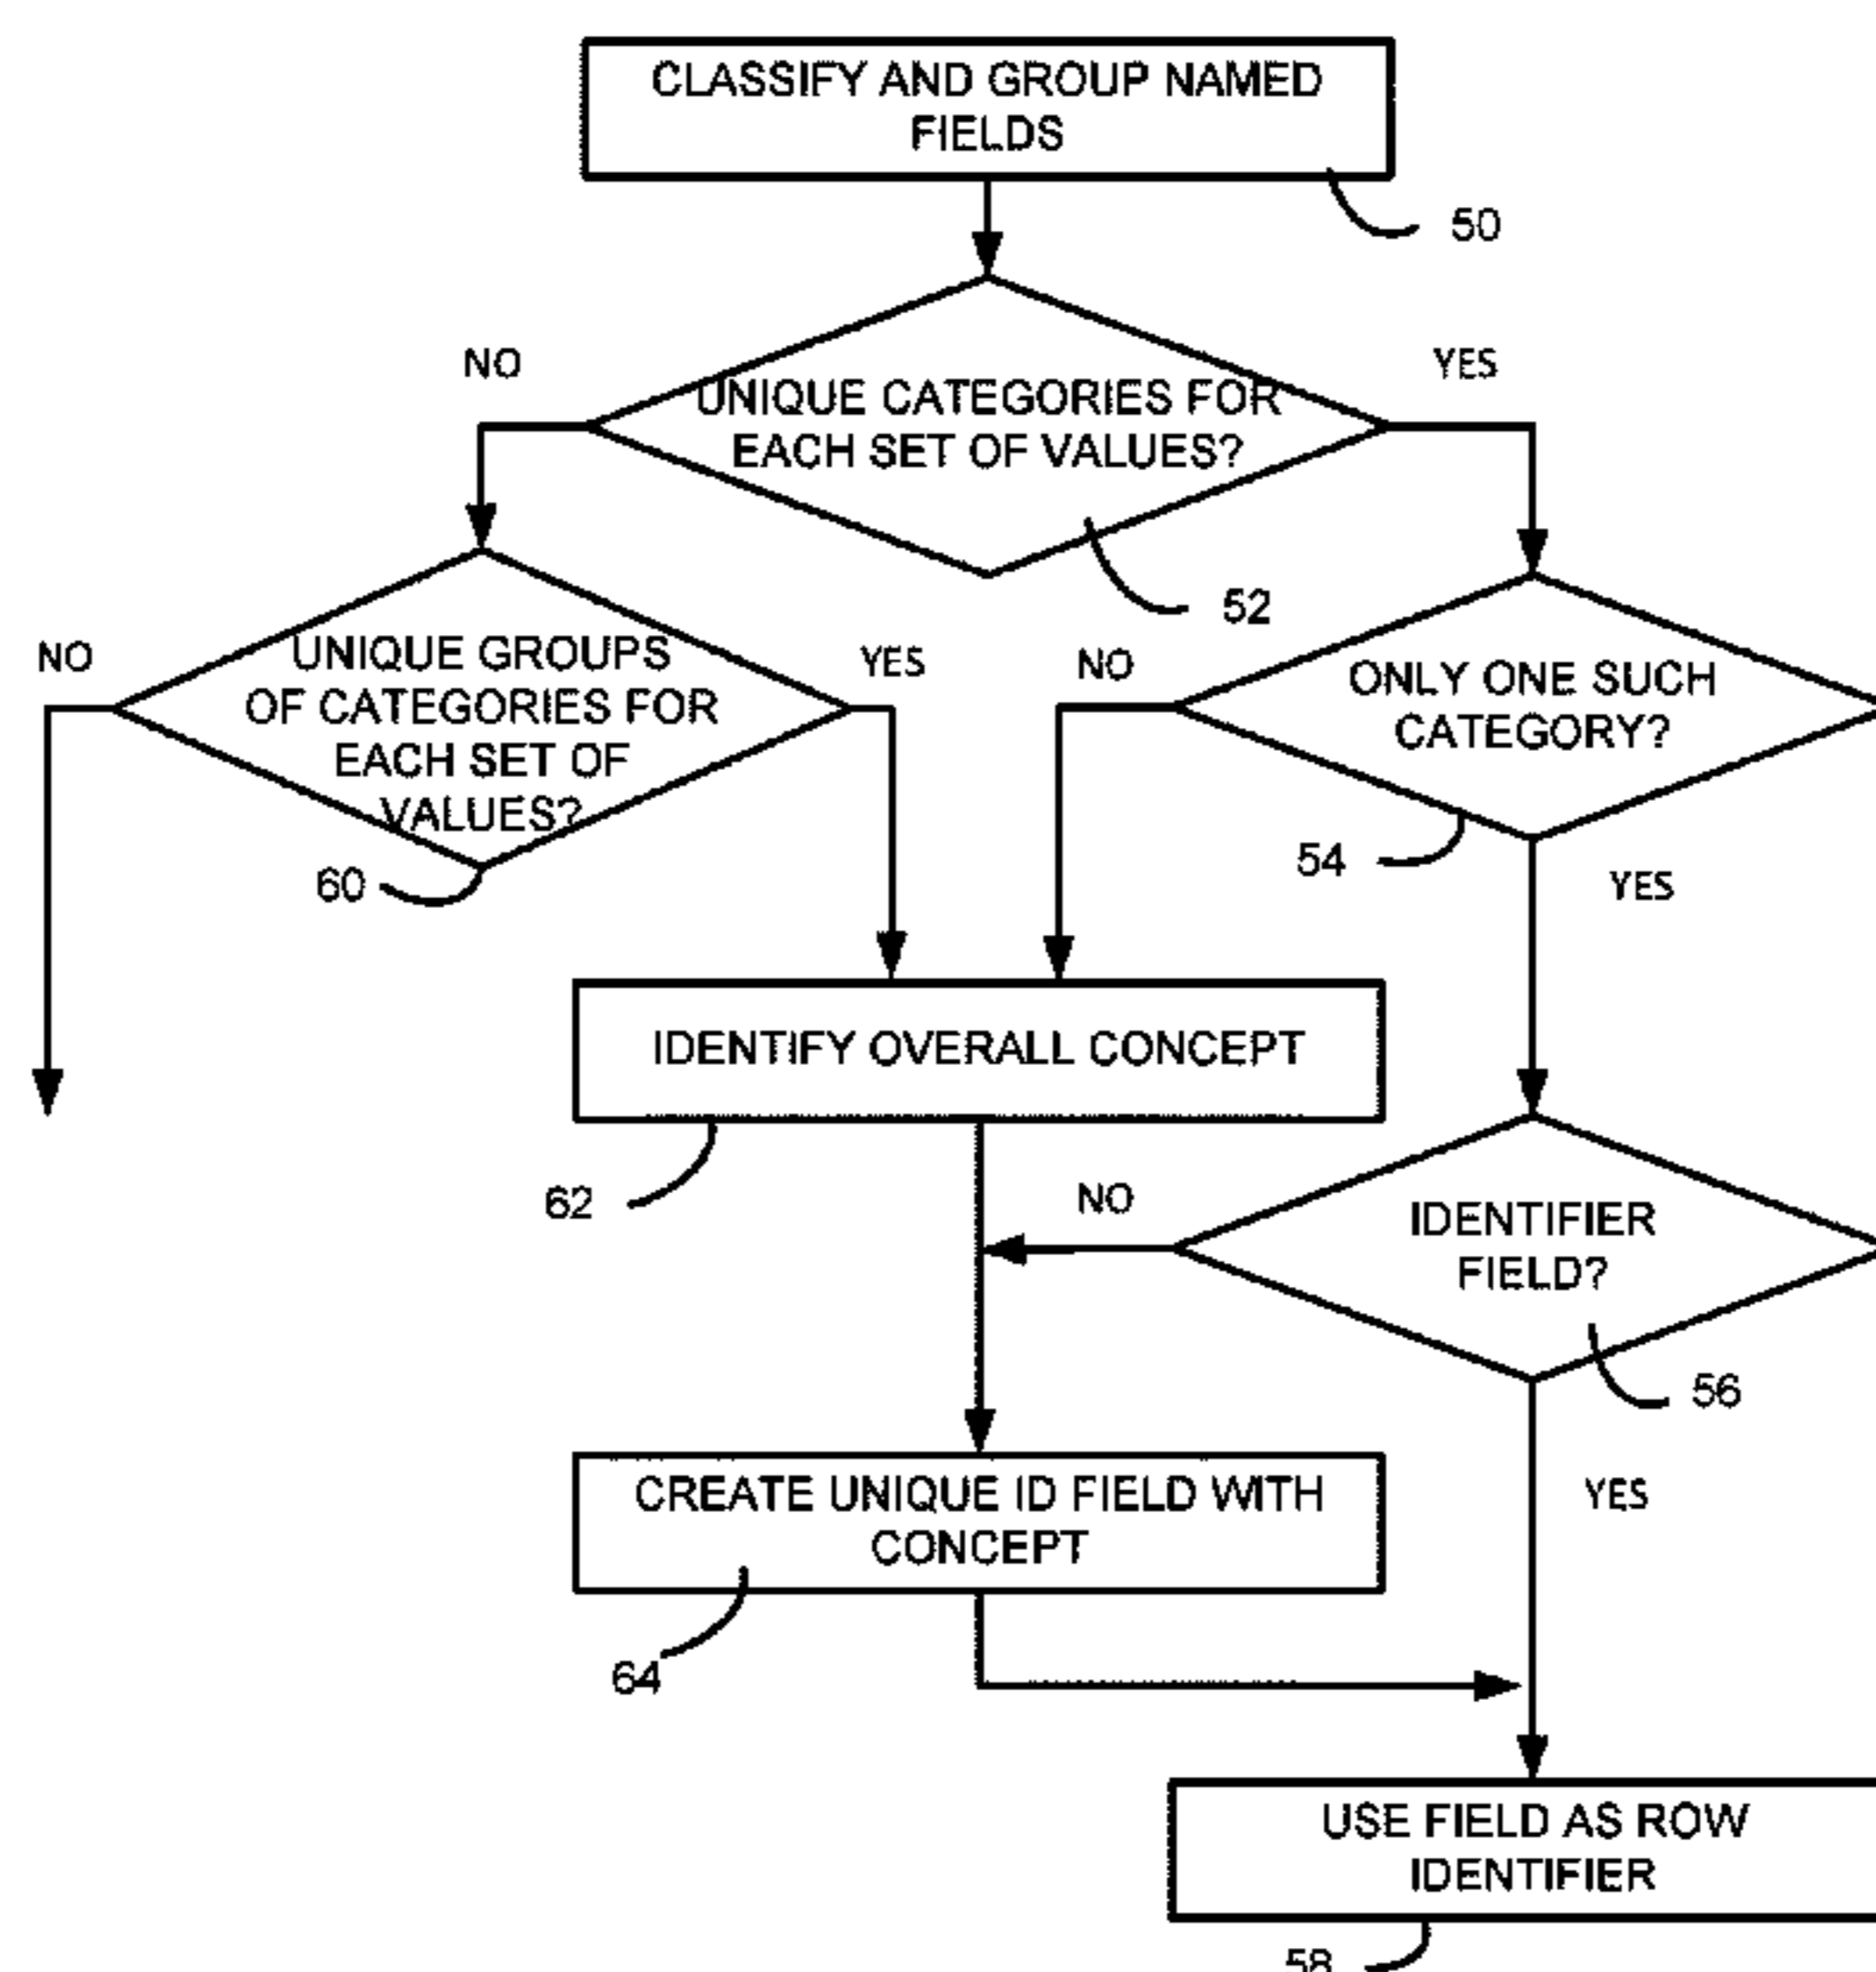 CLASSIFY AND GROUP NAMED
FIELDS
50
NO
YES
UNIQUE CATEGORIES FOR
EACH SET OF VALUES?
52
NO
UNIQUE GROUPS
OF CATEGORIES FOR
EACH SET OF
VALUES?
YES
60
NO
ONLY ONE SUCH
CATEGORY?
54
YES
IDENTIFY OVERALL CONCEPT
62
NO
IDENTIFIER
FIELD?
56
CREATE UNIQUE ID FIELD WITH
CONCEPT
YES
64
USE FIELD AS ROW
IDENTIFIER
58